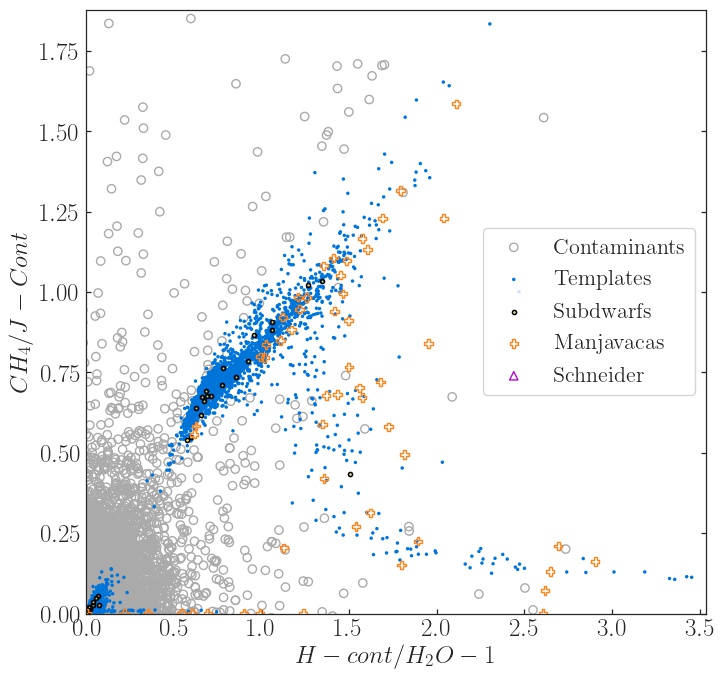 1.75
1.50
1.25
1.00
0.75
0.50
0.25
0.00
CH₄/J − Cont
Contaminants
Templates
Subdwarfs
Manjavacas
Schneider
0.0 0.5 1.0 1.5 2.0 2.5 3.0 3.5
H − cont/H₂O − 1